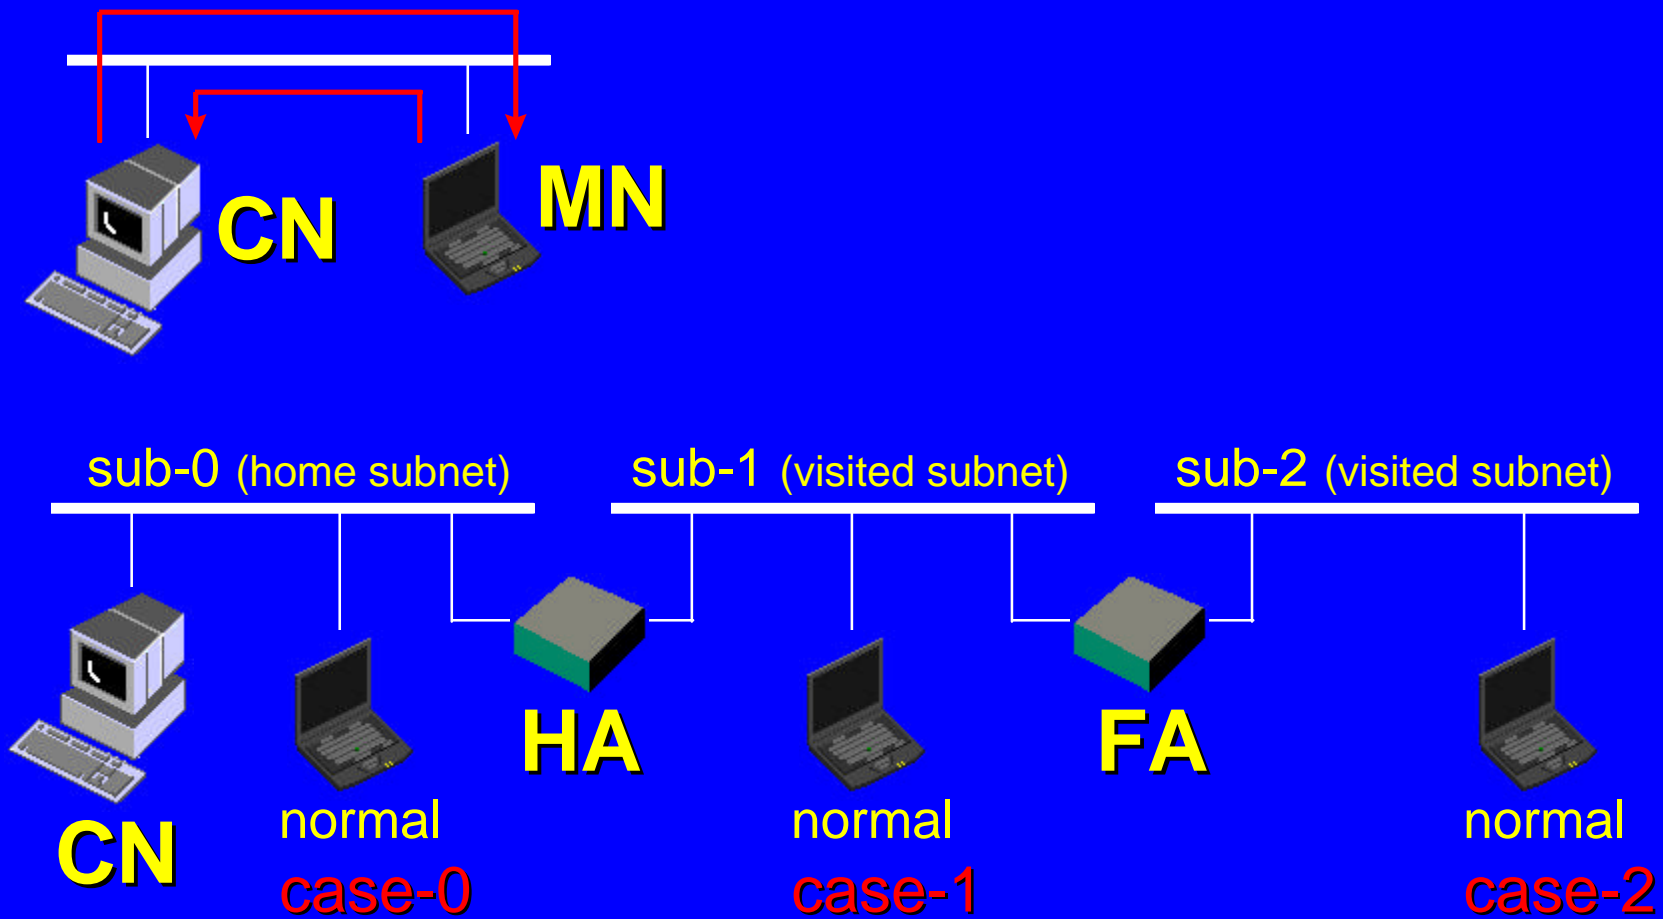 MN
CN
sub-0 (home subnet)
sub-1 (visited subnet)
sub-2 (visited subnet)
HA
FA
CN
normal
case-0
normal
case-1
normal
case-2